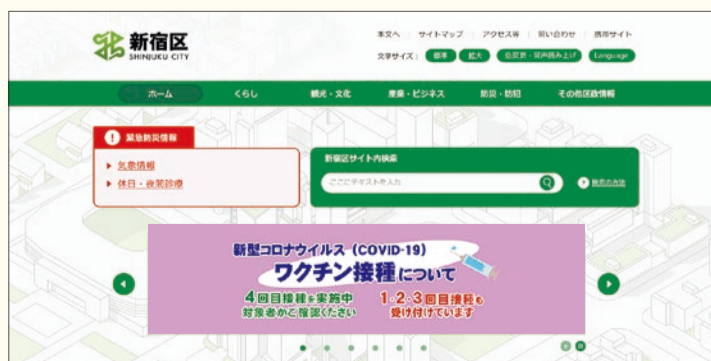 本文へ サイトマップ アクセス等 問い合わせ 携帯サイト
新宿区
SHINJUKU CITY
文字サイズ： 標準 拡大 色変更・音声読み上げ Language
ホーム くらし 観光・文化 産業・ビジネス 防災・防犯 その他区政情報
! 緊急防災情報
気象情報
休日・夜間診療
新宿区サイト内検索
ここにテキストを入力
検索の方法
新型コロナウイルス（COVID-19）
ワクチン接種について
4回目接種を実施中
対象者かご確認ください
1・2・3回目接種も
受け付けています